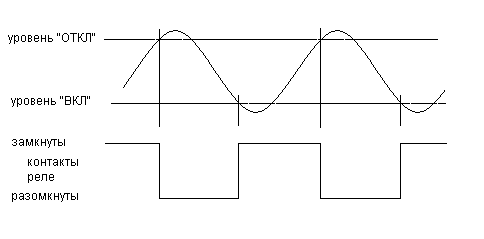 уровень "ОТКЛ"
уровень "ВКЛ"
замкнуты
контакты
реле
разомкнуты